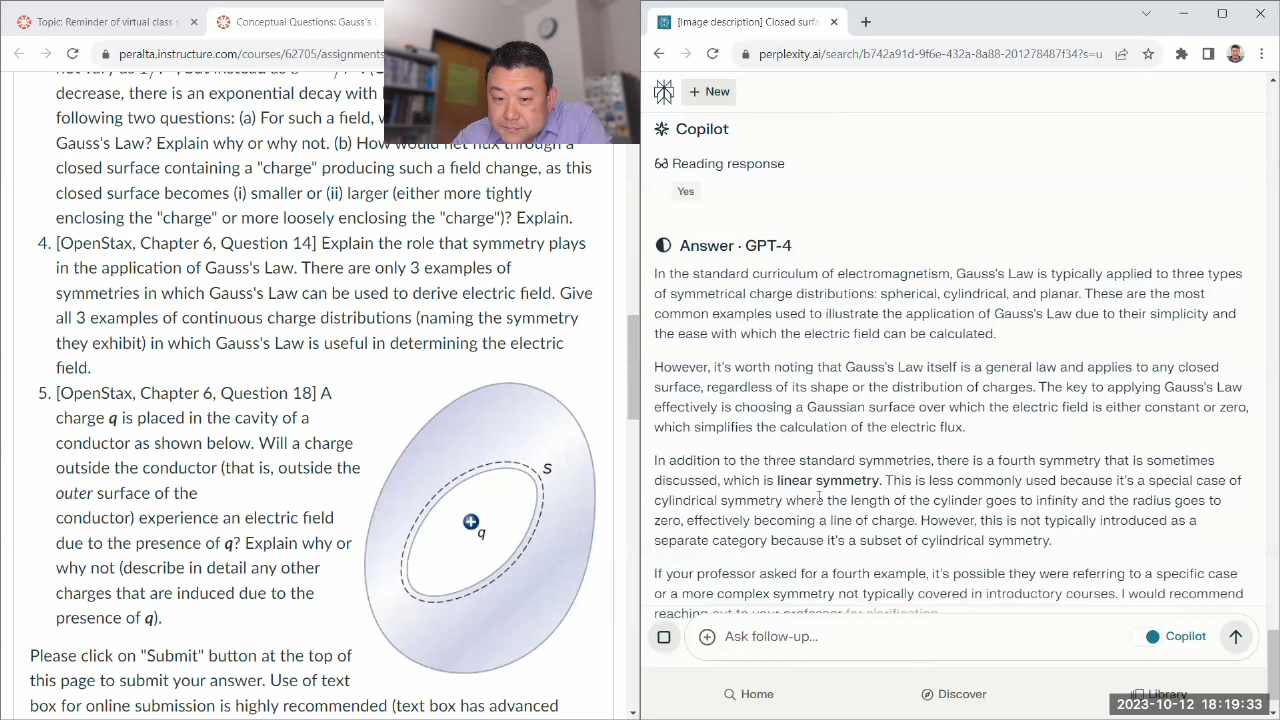 Topic: Reminder of virtual class s
Conceptual Questions: Gauss's L
peralta.instructure.com/courses/62705/assignments
decrease, there is an exponential decay with
following two questions: (a) For such a field,
Gauss's Law? Explain why or why not. (b) How would net flux through a
closed surface containing a "charge" producing such a field change, as this
closed surface becomes (i) smaller or (ii) larger (either more tightly
enclosing the "charge" or more loosely enclosing the "charge")? Explain.
4. [OpenStax, Chapter 6, Question 14] Explain the role that symmetry plays
in the application of Gauss's Law. There are only 3 examples of
symmetries in which Gauss's Law can be used to derive electric field. Give
all 3 examples of continuous charge distributions (naming the symmetry
they exhibit) in which Gauss's Law is useful in determining the electric
field.
5. [OpenStax, Chapter 6, Question 18] A
charge q is placed in the cavity of a
conductor as shown below. Will a charge
outside the conductor (that is, outside the
outer surface of the
conductor) experience an electric field
due to the presence of q? Explain why or
why not (describe in detail any other
charges that are induced due to the
presence of q).
S
q
Please click on "Submit" button at the top of
this page to submit your answer. Use of text
box for online submission is highly recommended (text box has advanced
[Image description] Closed surfa
perplexity.ai/search/b742a91d-9f6e-432a-8a88-201278487f34?s=u
New
Copilot
Reading response
Yes
Answer · GPT-4
In the standard curriculum of electromagnetism, Gauss's Law is typically applied to three types
of symmetrical charge distributions: spherical, cylindrical, and planar. These are the most
common examples used to illustrate the application of Gauss's Law due to their simplicity and
the ease with which the electric field can be calculated.
However, it's worth noting that Gauss's Law itself is a general law and applies to any closed
surface, regardless of its shape or the distribution of charges. The key to applying Gauss's Law
effectively is choosing a Gaussian surface over which the electric field is either constant or zero,
which simplifies the calculation of the electric flux.
In addition to the three standard symmetries, there is a fourth symmetry that is sometimes
discussed, which is linear symmetry. This is less commonly used because it's a special case of
cylindrical symmetry where the length of the cylinder goes to infinity and the radius goes to
zero, effectively becoming a line of charge. However, this is not typically introduced as a
separate category because it's a subset of cylindrical symmetry.
If your professor asked for a fourth example, it's possible they were referring to a specific case
or a more complex symmetry not typically covered in introductory courses. I would recommend
reaching out to your professor for clarification.
Ask follow-up...
Copilot
Home
Discover
Library
2023-10-12 18:19:33